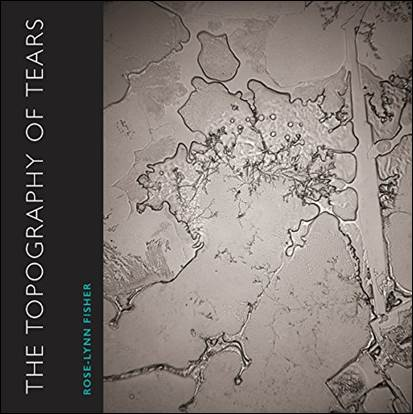 THE TOPOGRAPHY OF TEARS
ROSE-LYNN FISHER